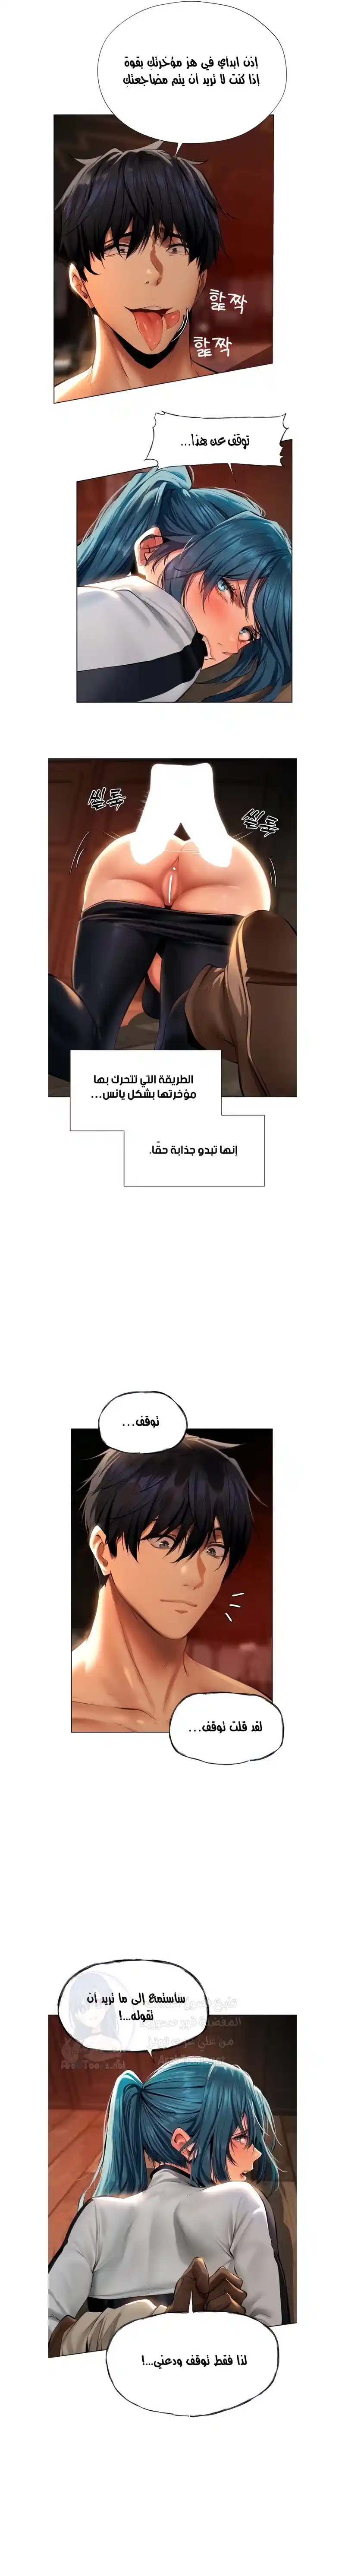 إذن ابدأي في هز مؤخرتكِ بقوة
إذا كنت لا تريد أن يتم مضاجعتكِ
할짝
할짝
توقف عن هذا...
씰룩
씰룩
الطريقة التي تتحرك بها
مؤخرتها بشكل يائس...
إنها تبدو جذابة حقًا.
توقف...
لقد قلت توقف...
سأستمع إلى ما تريد أن
تقوله...!
لذا فقط توقف ودعني...!